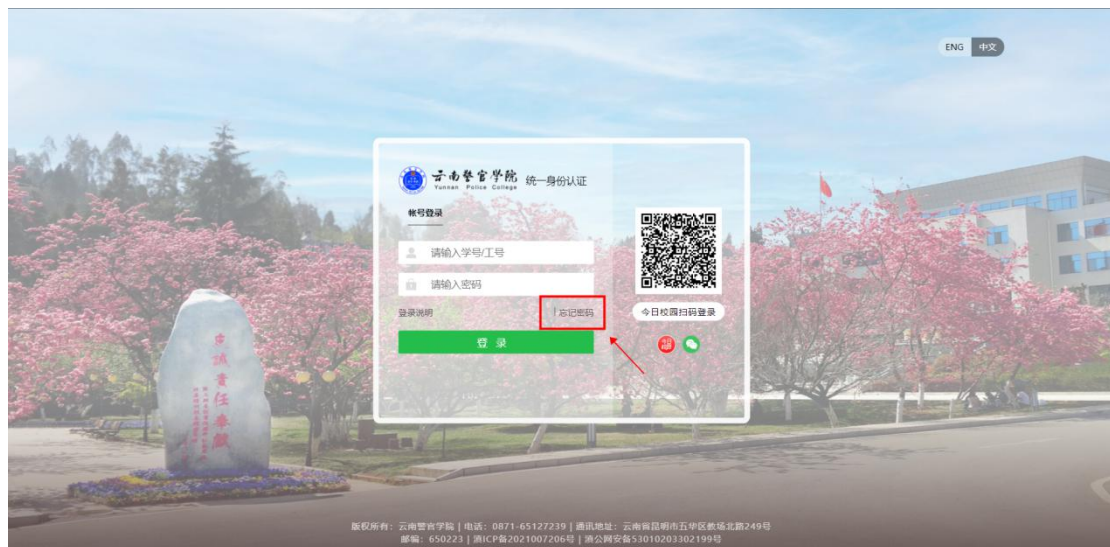 ENG 中文
云南警官学院 统一身份认证
Yunnan Police College
帐号登录
请输入学号/工号
请输入密码
登录说明 | 忘记密码
登 录
今日校园扫码登录
忠诚 责任 奉献
版权所有：云南警官学院 | 电话：0871-65127239 | 通讯地址：云南省昆明市五华区教场北路249号
邮编：650223 | 滇ICP备2021007206号 | 滇公网安备53010203302199号